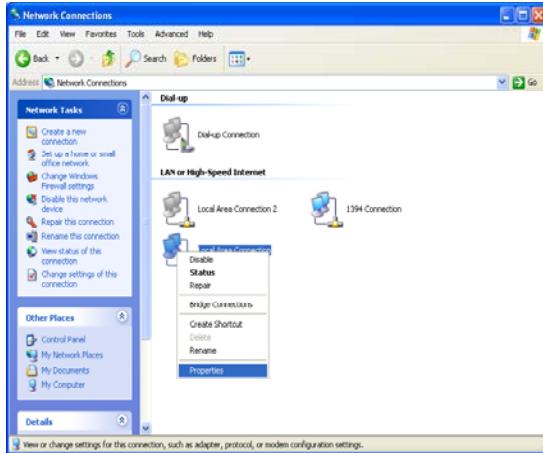 Network Connections
File Edit View Favorites Tools Advanced Help
Back Search Folders
Address Network Connections Go
Network Tasks
Create a new
connection
Set up a home or small
office network
Change Windows
Firewall settings
Disable this network
device
Repair this connection
Rename this connection
View status of this
connection
Change settings of this
connection
Other Places
Control Panel
My Network Places
My Documents
My Computer
Details
Dial-up
Dial-up Connection
LAN or High-Speed Internet
Local Area Connection 2
1394 Connection
Local Area Connection
Disable
Status
Repair
Bridge Connections
Create Shortcut
Delete
Rename
Properties
View or change settings for this connection, such as adapter, protocol, or modem configuration settings.